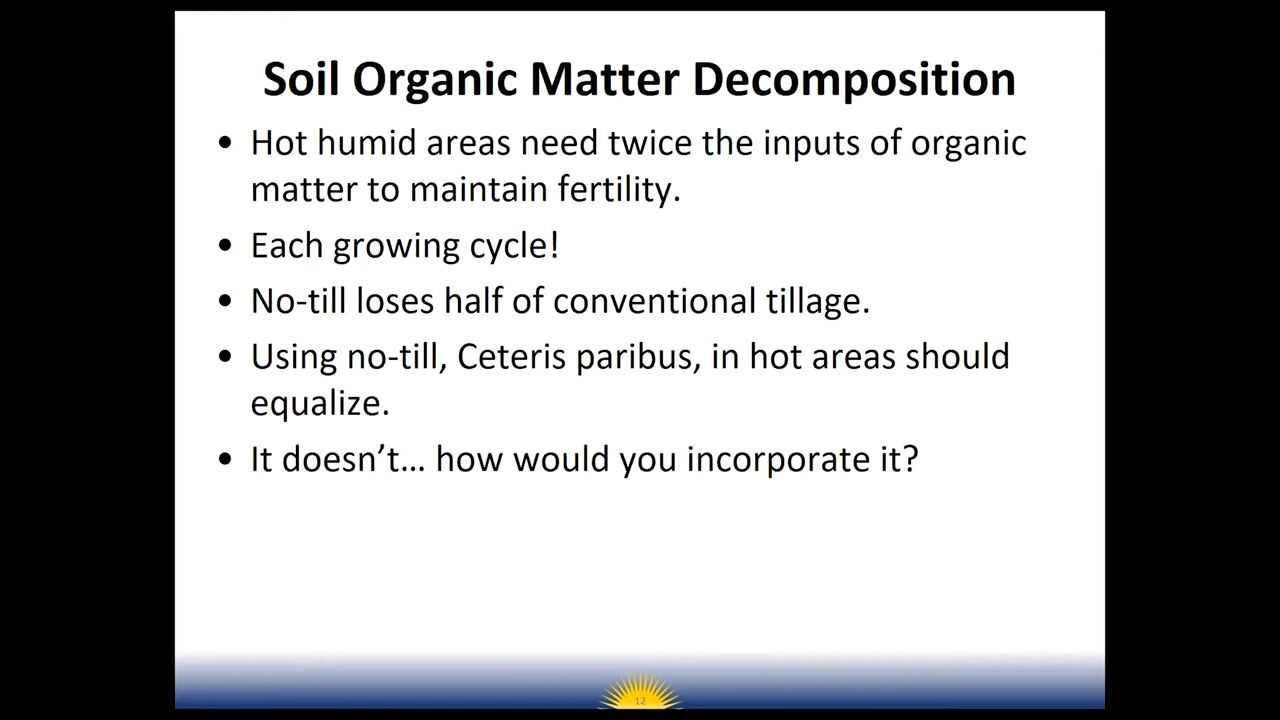 Soil Organic Matter Decomposition
• Hot humid areas need twice the inputs of organic
matter to maintain fertility.
• Each growing cycle!
• No-till loses half of conventional tillage.
• Using no-till, Ceteris paribus, in hot areas should
equalize.
• It doesn’t… how would you incorporate it?
12